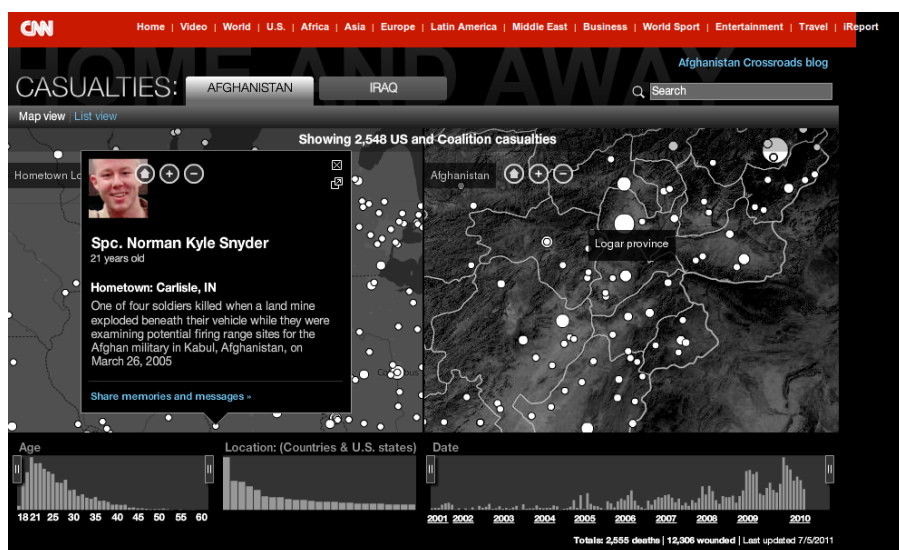 CNN
Home | Video | World | U.S. | Africa | Asia | Europe | Latin America | Middle East | Business | World Sport | Entertainment | Travel | iReport
HOME AND AWAY
Afghanistan Crossroads blog
CASUALTIES: AFGHANISTAN IRAQ
Search
Map view | List view
Showing 2,548 US and Coalition casualties
Hometown Lo
Afghanistan
Spc. Norman Kyle Snyder
21 years old
Logar province
Hometown: Carlisle, IN
One of four soldiers killed when a land mine
exploded beneath their vehicle while they were
examining potential firing range sites for the
Afghan military in Kabul, Afghanistan, on
March 26, 2005
Share memories and messages »
Age
Location: (Countries & U.S. states)
Date
18 21 25 30 35 40 45 50 55 60
2001 2002 2003 2004 2005 2006 2007 2008 2009 2010
Totals: 2,555 deaths | 12,306 wounded | Last updated 7/5/2011